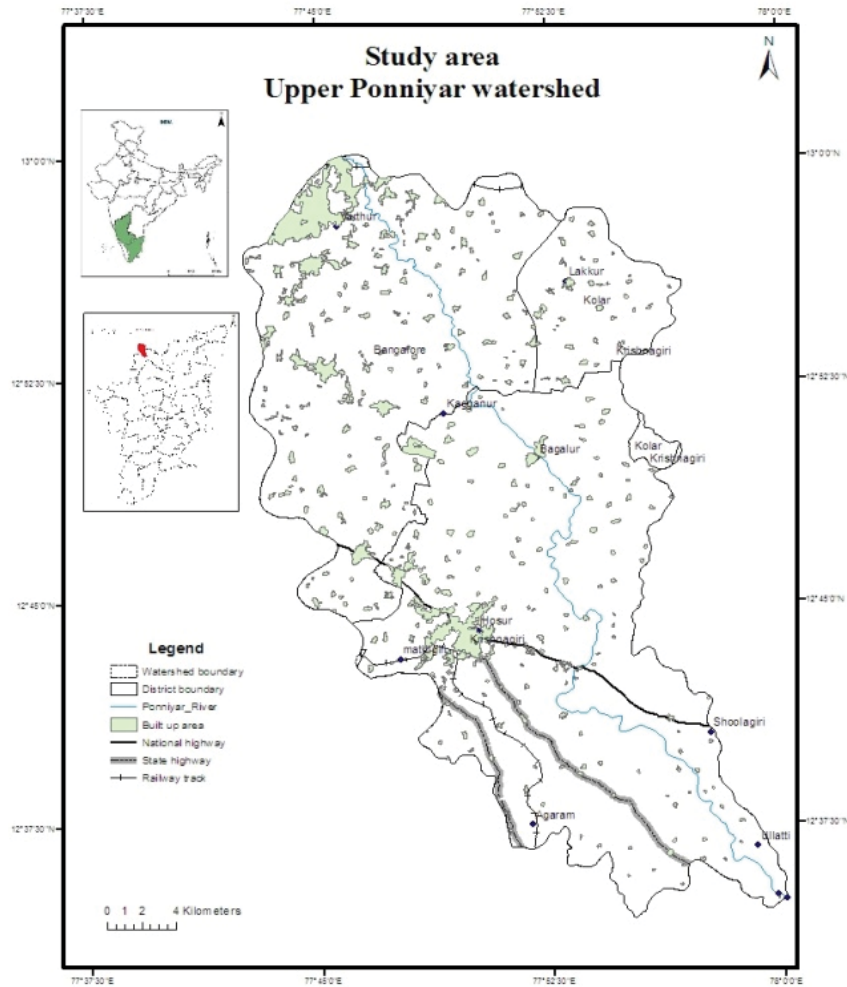 77°37'30"E 77°45'0"E 77°52'30"E 78°0'0"E
Study area
Upper Ponniyar watershed
N
13°0'0"N
13°0'0"N
Lakkur
Kolar
Bangalore
Krishnagiri
12°52'30"N
12°52'30"N
Bagalur
Kolar
Krishnagiri
12°45'0"N
12°45'0"N
Hosur
Krishnagiri
Legend
Watershed boundary
District boundary
Ponniyar_River
Built up area
National highway
State highway
Railway track
Shoolagiri
Agaram
Ullatti
12°37'30"N
12°37'30"N
0 1 2 4 Kilometers
77°37'30"E 77°45'0"E 77°52'30"E 78°0'0"E